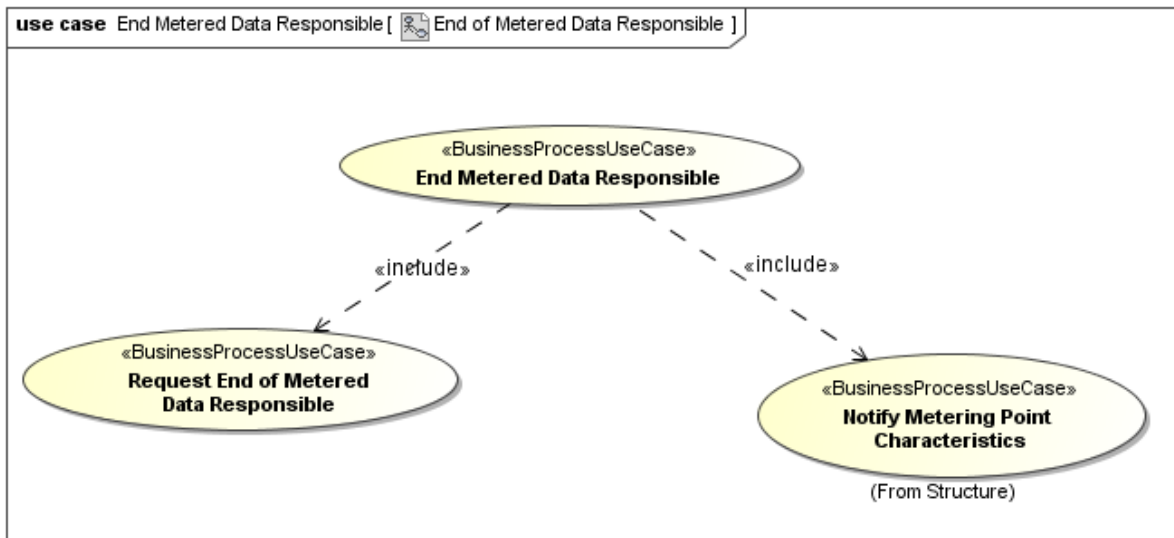 use case End Metered Data Responsible [ End of Metered Data Responsible ]
«BusinessProcessUseCase»
End Metered Data Responsible
«include»
«include»
«BusinessProcessUseCase»
Request End of Metered
Data Responsible
«BusinessProcessUseCase»
Notify Metering Point
Characteristics
(From Structure)